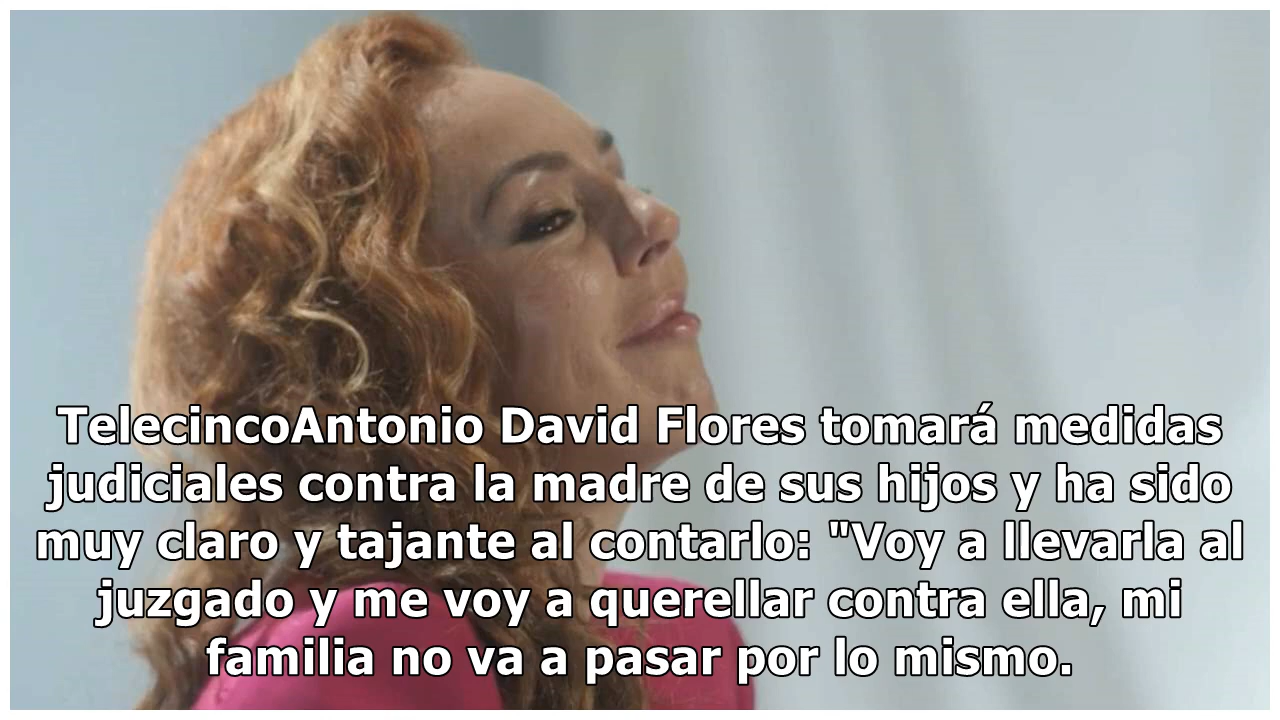 TelecincoAntonio David Flores tomará medidas
judiciales contra la madre de sus hijos y ha sido
muy claro y tajante al contarlo: "Voy a llevarla al
juzgado y me voy a querellar contra ella, mi
familia no va a pasar por lo mismo.